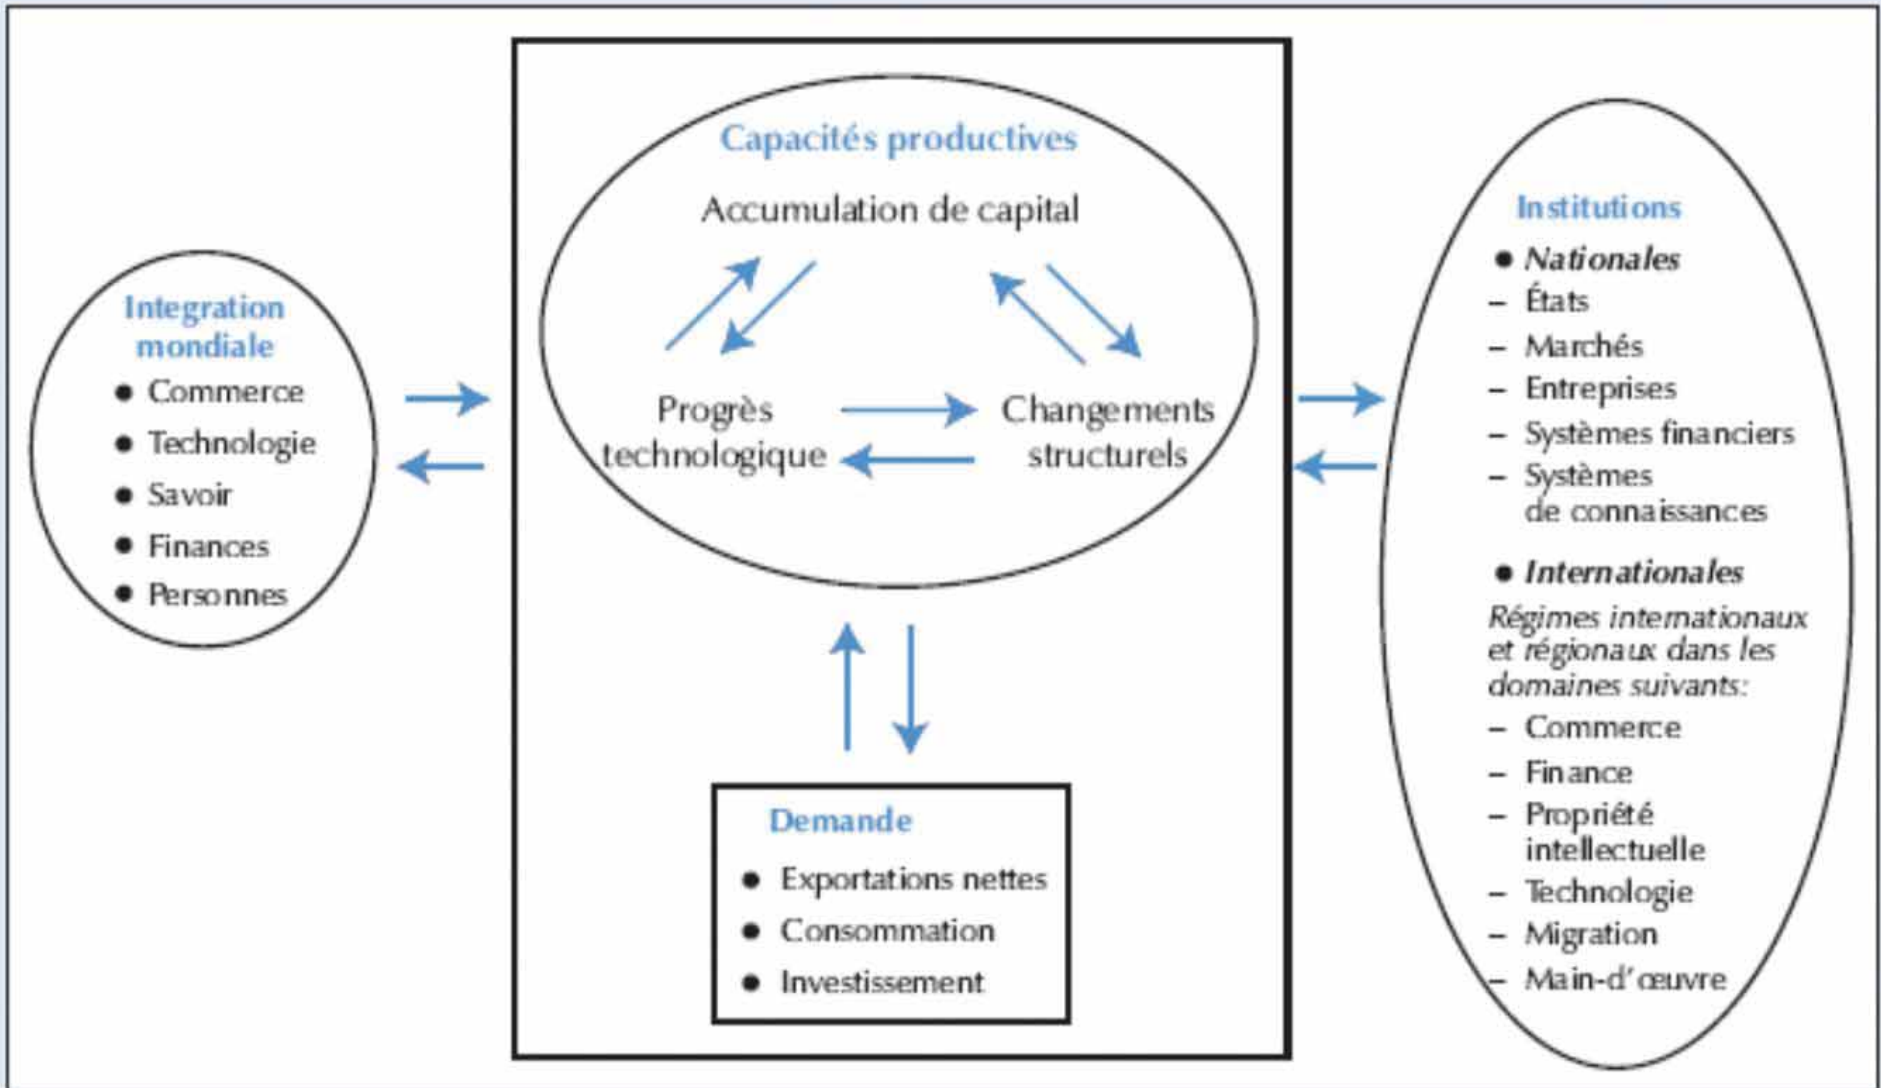 Integration
mondiale
● Commerce
● Technologie
● Savoir
● Finances
● Personnes
Capacités productives
Accumulation de capital
Progrès
technologique
Changements
structurels
Demande
● Exportations nettes
● Consommation
● Investissement
Institutions
● Nationales
– États
– Marchés
– Entreprises
– Systèmes financiers
– Systèmes
de connaissances
● Internationales
Régimes internationaux
et régionaux dans les
domaines suivants:
– Commerce
– Finance
– Propriété
intellectuelle
– Technologie
– Migration
– Main-d'œuvre